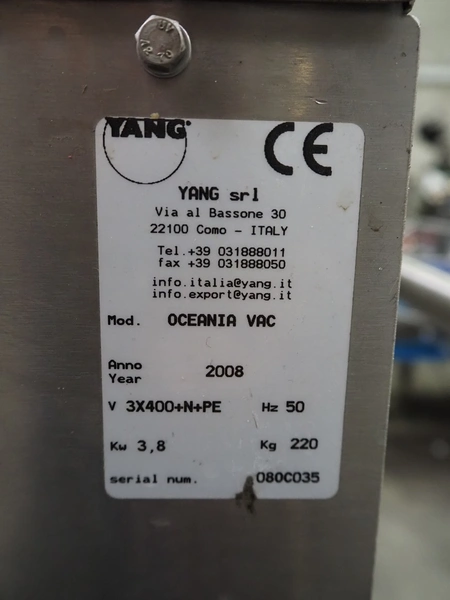 YANG
CE
YANG srl
Via al Bassone 30
22100 Como - ITALY
Tel.+39 031888011
fax +39 031888050
info.italia@yang.it
info.export@yang.it
Mod. OCEANIA VAC
Anno
Year 2008
V 3X400+N+PE Hz 50
Kw 3,8 Kg 220
serial num. 080C035